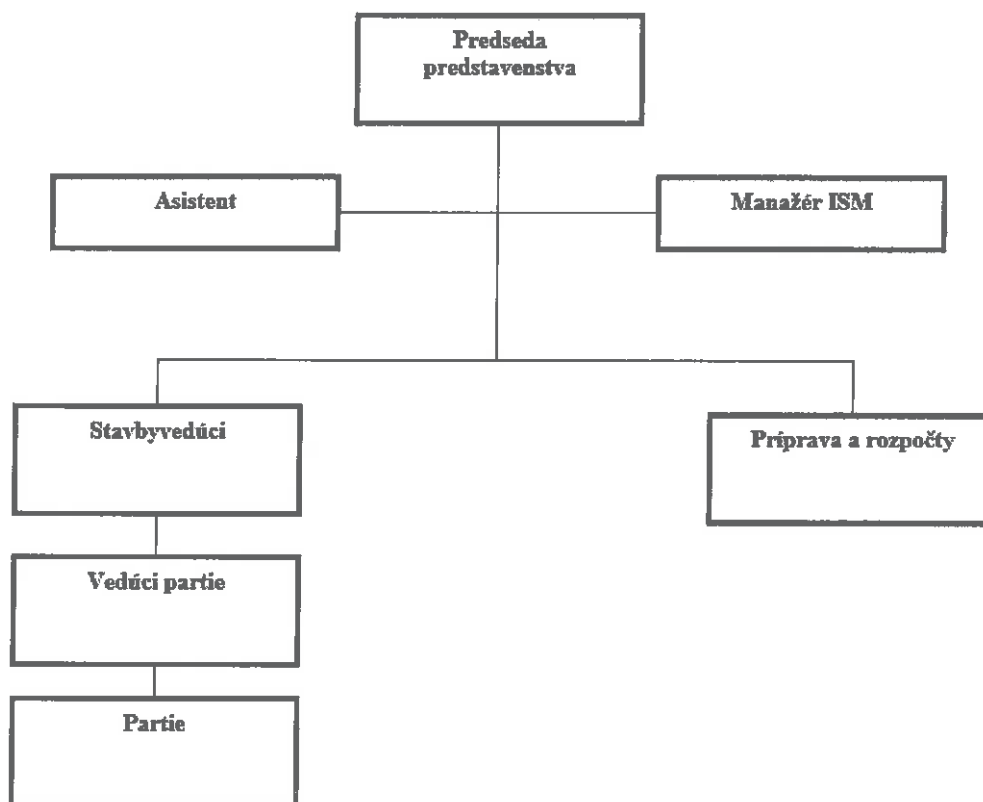 Predseda
predstavenstva
Asistent
Manažér ISM
Stavbyvedúci
Príprava a rozpočty
Vedúci partie
Partie